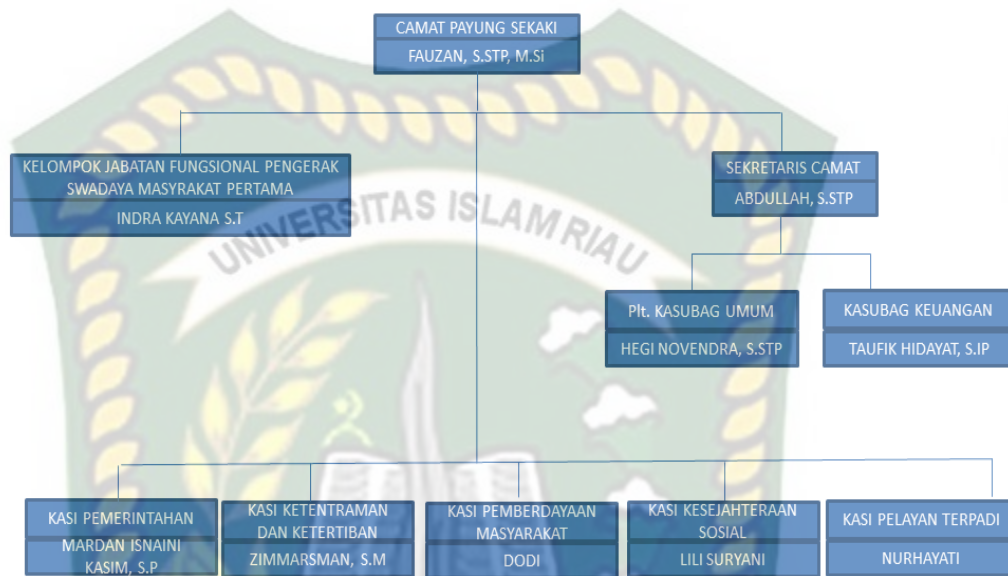 CAMAT PAYUNG SEKAKI
FAUZAN, S.STP, M.Si
KELOMPOK JABATAN FUNGSIONAL PENGERAK
SWADAYA MASYRAKAT PERTAMA
INDRA KAYANA S.T
SEKRETARIS CAMAT
ABDULLAH, S.STP
UNIVERSITAS ISLAM RIAU
Plt. KASUBAG UMUM
HEGI NOVENDRA, S.STP
KASUBAG KEUANGAN
TAUFIK HIDAYAT, S.IP
KASI PEMERINTAHAN
MARDAN ISNAINI
KASIM, S.P
KASI KETENTRAMAN
DAN KETERTIBAN
ZIMMARSMAN, S.M
KASI PEMBERDAYAAN
MASYARAKAT
DODI
KASI KESEJAHTERAAN
SOSIAL
LILI SURYANI
KASI PELAYAN TERPADI
NURHAYATI